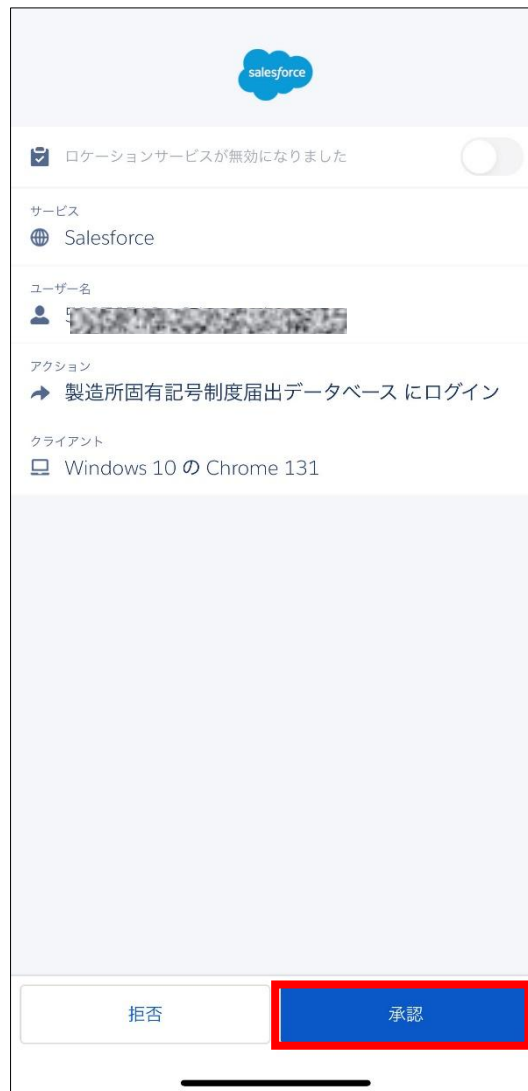 salesforce
ロケーションサービスが無効になりました
サービス
Salesforce
ユーザー名
アクション
製造所固有記号制度届出データベース にログイン
クライアント
Windows 10 の Chrome 131
拒否
承認